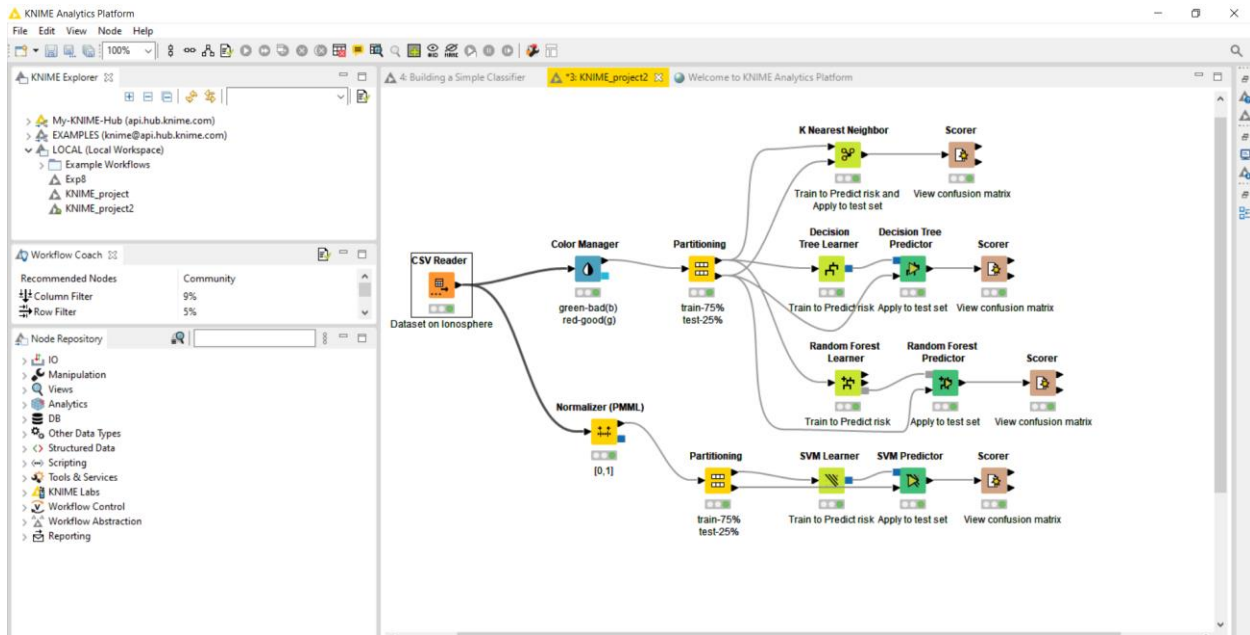 KNIME Analytics Platform
File Edit View Node Help
100%
KNIME Explorer
My-KNIME-Hub (api.hub.knime.com)
EXAMPLES (knime@api.hub.knime.com)
LOCAL (Local Workspace)
Example Workflows
Exp8
KNIME_project
KNIME_project2
Workflow Coach
Recommended Nodes Community
Column Filter 9%
Row Filter 5%
Node Repository
IO
Manipulation
Views
Analytics
DB
Other Data Types
Structured Data
Scripting
Tools & Services
KNIME Labs
Workflow Control
Workflow Abstraction
Reporting
4: Building a Simple Classifier *3: KNIME_project2 Welcome to KNIME Analytics Platform
K Nearest Neighbor Scorer
Train to Predict risk and View confusion matrix
Apply to test set
CSV Reader
Dataset on Ionosphere
Color Manager
green-bad(b)
red-good(g)
Partitioning
train-75%
test-25%
Decision Decision Tree
Tree Learner Predictor Scorer
Train to Predict risk Apply to test set View confusion matrix
Random Forest Random Forest
Learner Predictor Scorer
Train to Predict risk Apply to test set View confusion matrix
Normalizer (PMML)
[0,1]
Partitioning SVM Learner SVM Predictor Scorer
train-75% Train to Predict risk Apply to test set View confusion matrix
test-25%